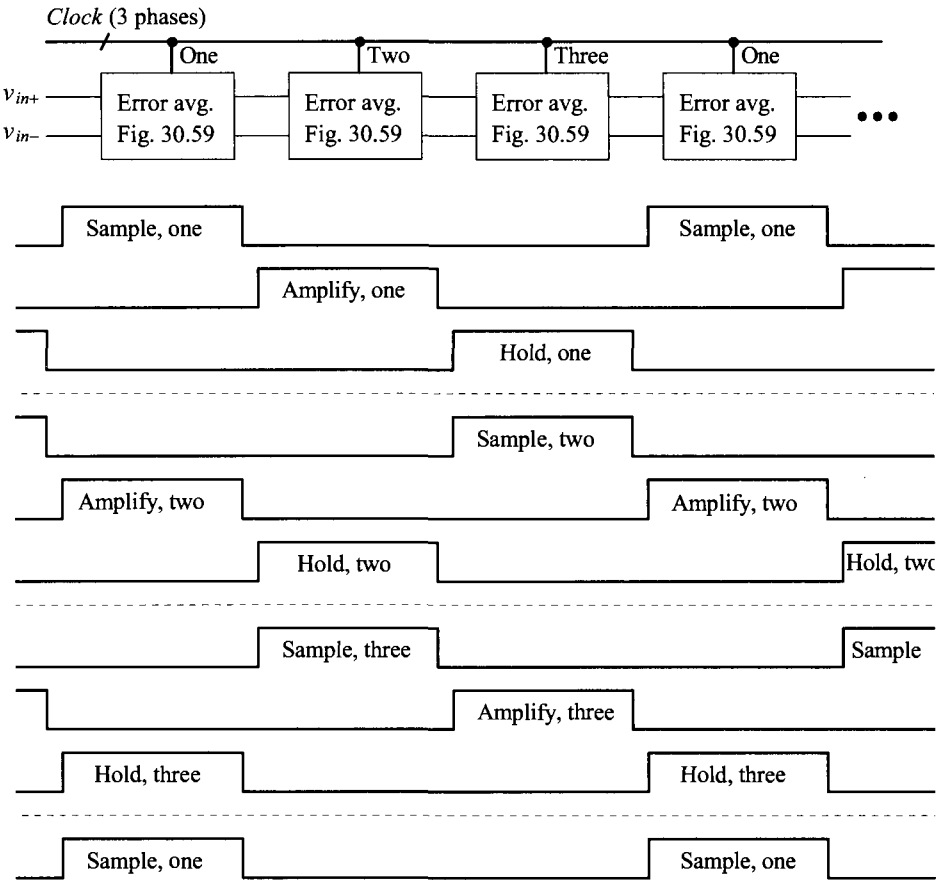 Clock (3 phases)
One Two Three One
v_in+
Error avg. Error avg. Error avg. Error avg.
v_in–
Fig. 30.59 Fig. 30.59 Fig. 30.59 Fig. 30.59
Sample, one Sample, one
Amplify, one
Hold, one
Sample, two
Amplify, two Amplify, two
Hold, two Hold, two
Sample, three Sample
Amplify, three
Hold, three Hold, three
Sample, one Sample, one